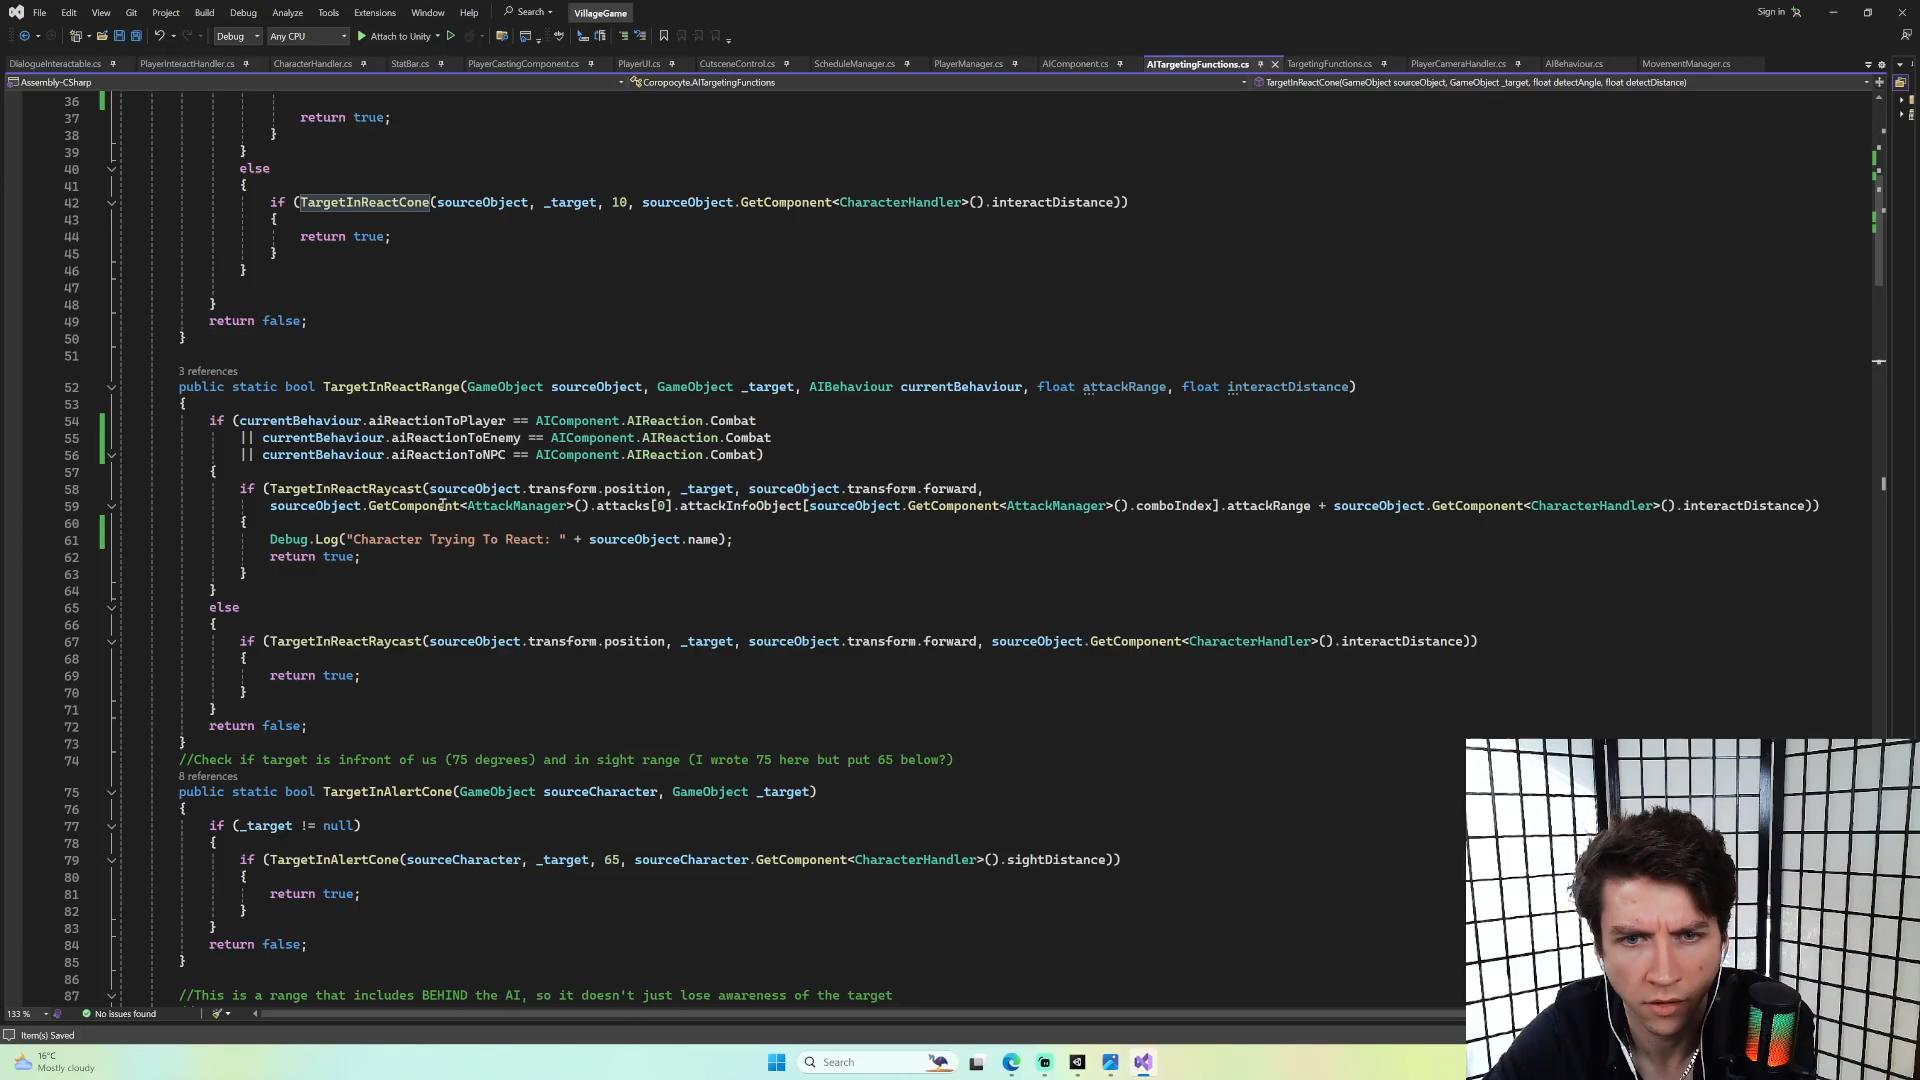 File Edit View Git Project Build Debug Analyze Tools Extensions Window Help Search VillageGame Sign in
Debug Any CPU Attach to Unity
DialogueInteractable.cs PlayerInteractHandler.cs CharacterHandler.cs StatBar.cs PlayerCastingComponent.cs PlayerUI.cs CutsceneControl.cs ScheduleManager.cs PlayerManager.cs AIComponent.cs AITargetingFunctions.cs TargetingFunctions.cs PlayerCameraHandler.cs AIBehaviour.cs MovementManager.cs
Assembly-CSharp Coropocyte.AITargetingFunctions TargetInReactCone(GameObject sourceObject, GameObject _target, float detectAngle, float detectDistance)
36
37 return true;
38 }
39 }
40 else
41 {
42 if (TargetInReactCone(sourceObject, _target, 10, sourceObject.GetComponent<CharacterHandler>().interactDistance))
43 {
44 return true;
45 }
46 }
47
48 }
49 return false;
50 }
51
3 references
52 public static bool TargetInReactRange(GameObject sourceObject, GameObject _target, AIBehaviour currentBehaviour, float attackRange, float interactDistance)
53 {
54 if (currentBehaviour.aiReactionToPlayer == AIComponent.AIReaction.Combat
55 || currentBehaviour.aiReactionToEnemy == AIComponent.AIReaction.Combat
56 || currentBehaviour.aiReactionToNPC == AIComponent.AIReaction.Combat)
57 {
58 if (TargetInReactRaycast(sourceObject.transform.position, _target, sourceObject.transform.forward,
59 sourceObject.GetComponent<AttackManager>().attacks[0].attackInfoObject[sourceObject.GetComponent<AttackManager>().comboIndex].attackRange + sourceObject.GetComponent<CharacterHandler>().interactDistance))
60 {
61 Debug.Log("Character Trying To React: " + sourceObject.name);
62 return true;
63 }
64 }
65 else
66 {
67 if (TargetInReactRaycast(sourceObject.transform.position, _target, sourceObject.transform.forward, sourceObject.GetComponent<CharacterHandler>().interactDistance))
68 {
69 return true;
70 }
71 }
72 return false;
73 }
74 //Check if target is infront of us (75 degrees) and in sight range (I wrote 75 here but put 65 below?)
8 references
75 public static bool TargetInAlertCone(GameObject sourceCharacter, GameObject _target)
76 {
77 if (_target != null)
78 {
79 if (TargetInAlertCone(sourceCharacter, _target, 65, sourceCharacter.GetComponent<CharacterHandler>().sightDistance))
80 {
81 return true;
82 }
83 }
84 return false;
85 }
86
87 //This is a range that includes BEHIND the AI, so it doesn't just lose awareness of the target
133 % No issues found
Item(s) Saved
16°C
Mostly cloudy
Search